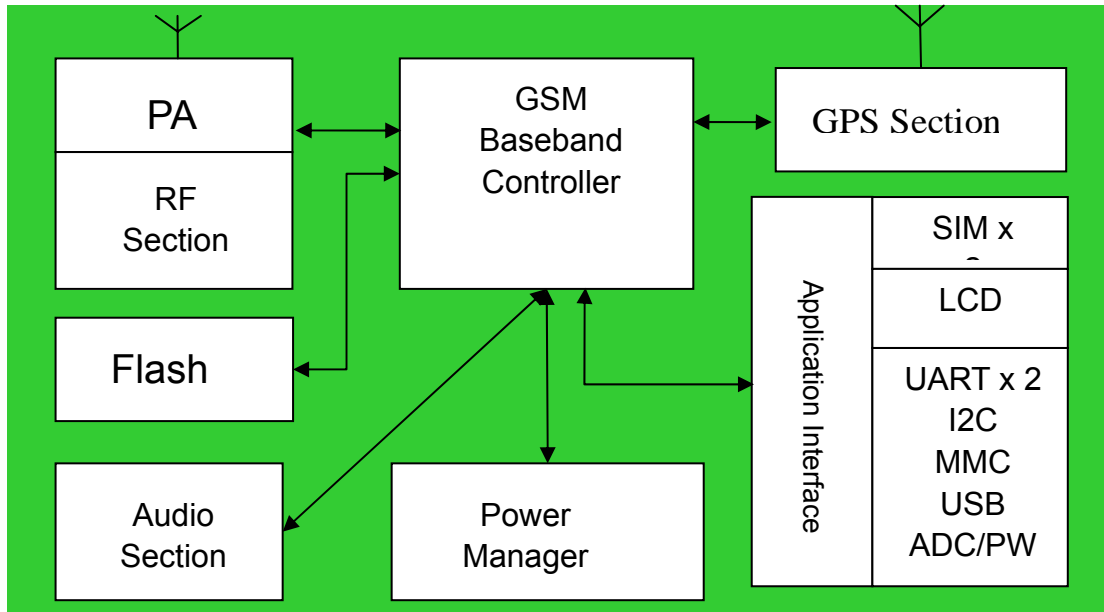 PA
RF
Section
Flash
Audio
Section
GSM
Baseband
Controller
Power
Manager
GPS Section
Application Interface
SIM x
LCD
UART x 2
I2C
MMC
USB
ADC/PW